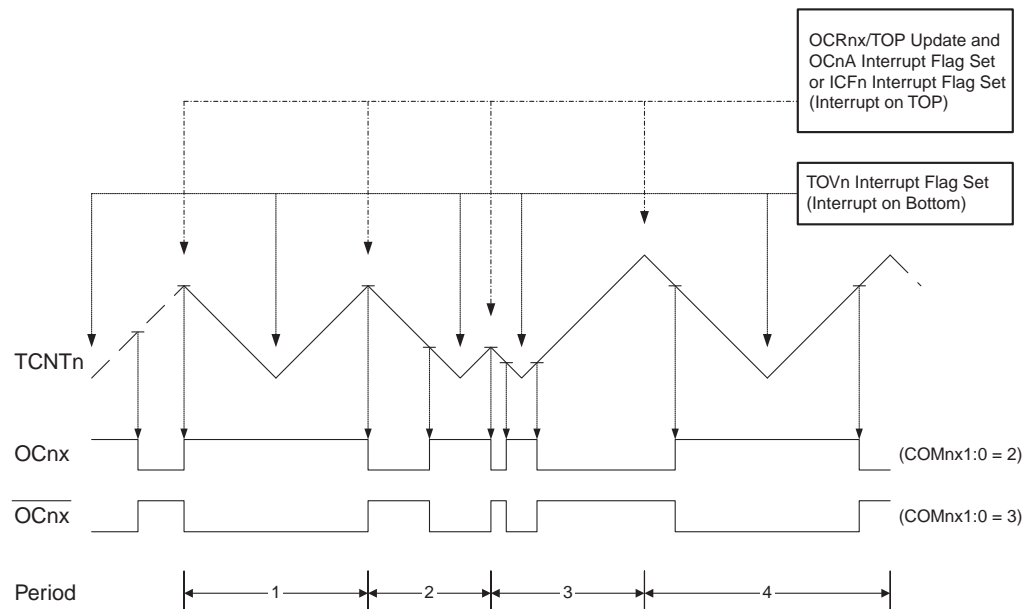 OCRnx/TOP Update and
OCnA Interrupt Flag Set
or ICFn Interrupt Flag Set
(Interrupt on TOP)
TOVn Interrupt Flag Set
(Interrupt on Bottom)
TCNTn
OCnx
(COMnx1:0 = 2)
OCnx
(COMnx1:0 = 3)
Period
1
2
3
4